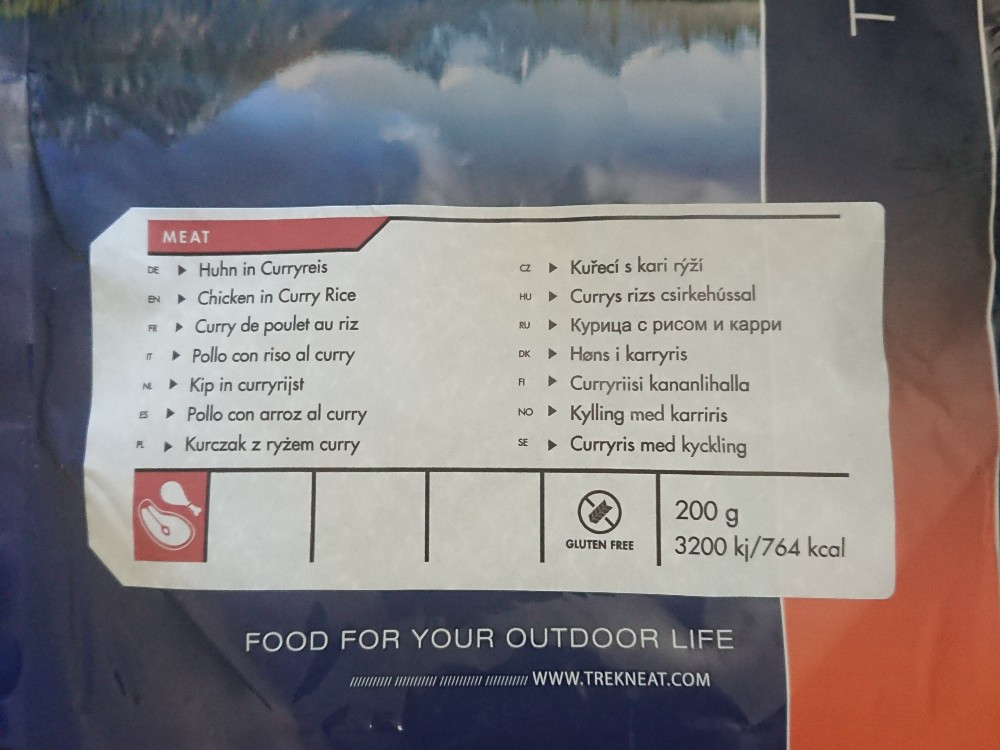 MEAT
DE ▶ Huhn in Curryreis
EN ▶ Chicken in Curry Rice
FR ▶ Curry de poulet au riz
IT ▶ Pollo con riso al curry
NL ▶ Kip in curryrijst
ES ▶ Pollo con arroz al curry
PL ▶ Kurczak z ryżem curry
CZ ▶ Kuřecí s kari rýží
HU ▶ Currys rizs csirkehússal
RU ▶ Курица с рисом и карри
DK ▶ Høns i karryris
FI ▶ Curryriisi kananlihalla
NO ▶ Kylling med karriris
SE ▶ Curryris med kyckling
GLUTEN FREE
200 g
3200 kj/764 kcal
FOOD FOR YOUR OUTDOOR LIFE
WWW.TREKNEAT.COM